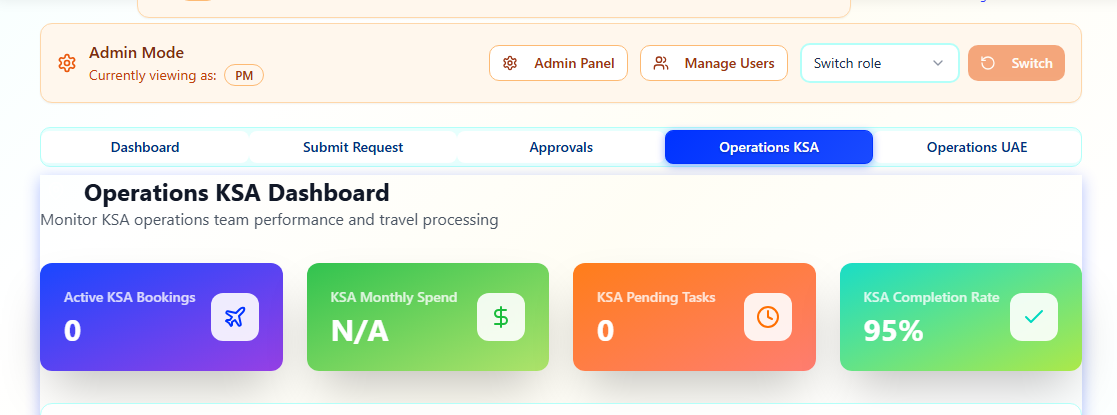 Admin Mode
Currently viewing as: PM
Admin Panel
Manage Users
Switch role
Switch
Dashboard
Submit Request
Approvals
Operations KSA
Operations UAE
Operations KSA Dashboard
Monitor KSA operations team performance and travel processing
Active KSA Bookings
0
KSA Monthly Spend
N/A
KSA Pending Tasks
0
KSA Completion Rate
95%